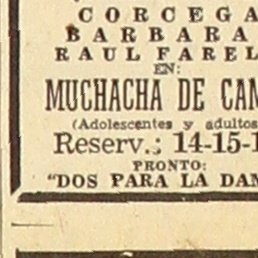 CORCEGA
BARBARA
RAUL FAREL
EN:
MUCHACHA DE CAM
(Adolescentes y adultos
Reserv.: 14-15-1
PRONTO:
"DOS PARA LA DAN